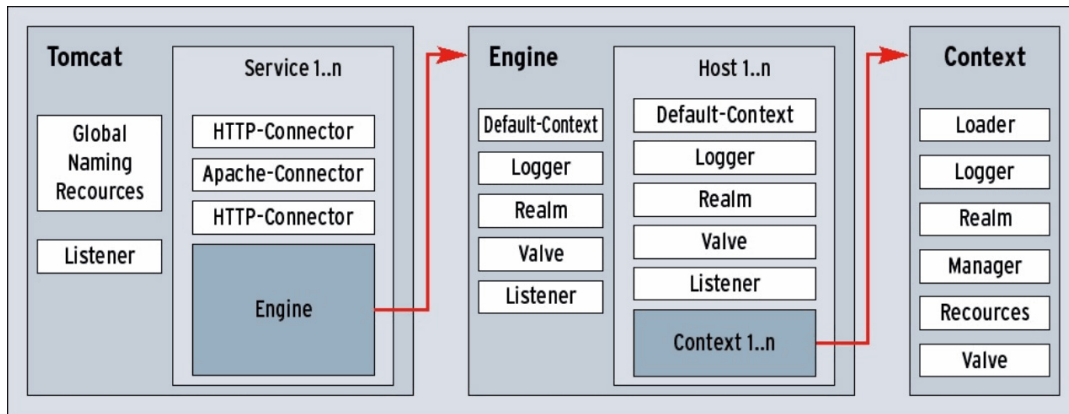 Tomcat
Global
Naming
Recources
Listener
Service 1..n
HTTP-Connector
Apache-Connector
HTTP-Connector
Engine
Engine
Default-Context
Logger
Realm
Valve
Listener
Host 1..n
Default-Context
Logger
Realm
Valve
Listener
Context 1..n
Context
Loader
Logger
Realm
Manager
Recources
Valve